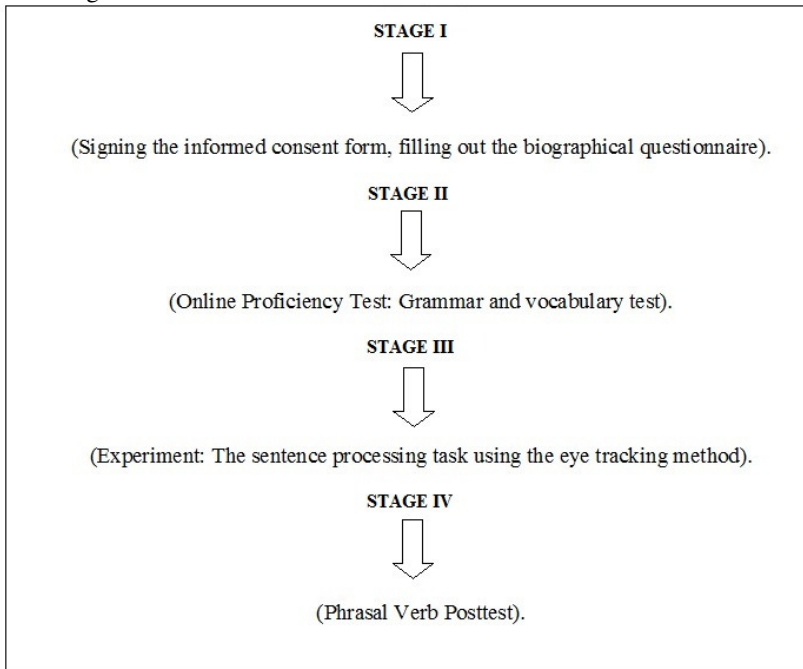 STAGE I
(Signing the informed consent form, filling out the biographical questionnaire).
STAGE II
(Online Proficiency Test: Grammar and vocabulary test).
STAGE III
(Experiment: The sentence processing task using the eye tracking method).
STAGE IV
(Phrasal Verb Posttest).